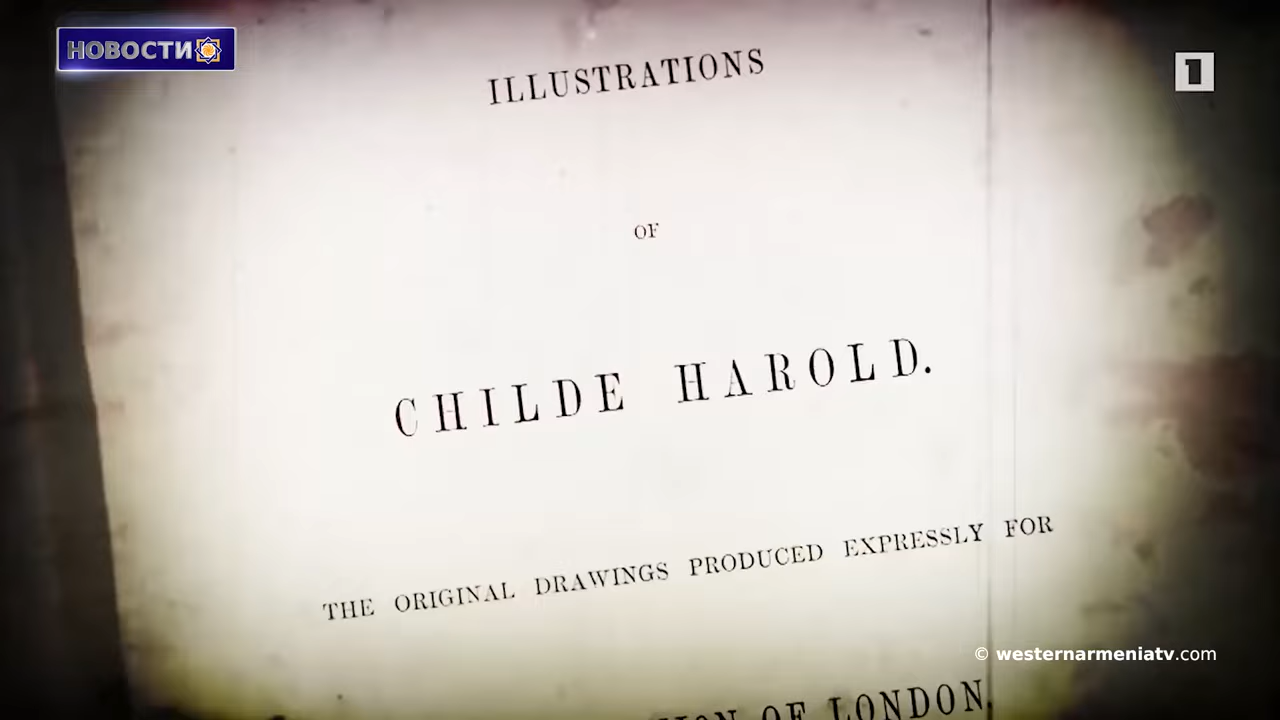 НОВОСТИ
1
ILLUSTRATIONS
OF
CHILDE HAROLD.
THE ORIGINAL DRAWINGS PRODUCED EXPRESSLY FOR
© westernarmeniatv.com
OF LONDON.